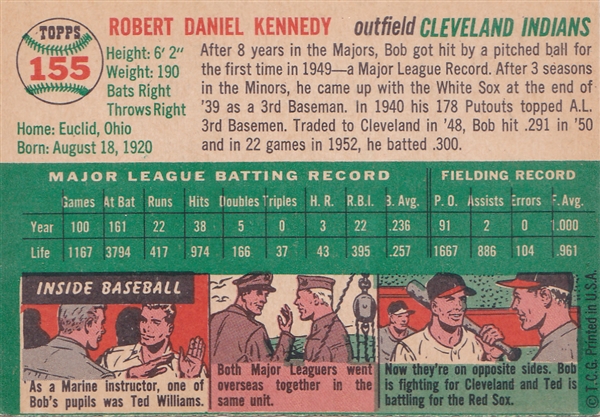 TOPPS
155
ROBERT DANIEL KENNEDY outfield CLEVELAND INDIANS
Height: 6' 2"
Weight: 190
Bats Right
Throws Right
Home: Euclid, Ohio
Born: August 18, 1920
After 8 years in the Majors, Bob got hit by a pitched ball for
the first time in 1949—a Major League Record. After 3 seasons
in the Minors, he came up with the White Sox at the end of
'39 as a 3rd Baseman. In 1940 his 178 Putouts topped A.L.
3rd Basemen. Traded to Cleveland in '48, Bob hit .291 in '50
and in 22 games in 1952, he batted .300.
MAJOR LEAGUE BATTING RECORD FIELDING RECORD
Games At Bat Runs Hits Doubles Triples H. R. R.B.I. B. Avg. P. O. Assists Errors F. Avg.
Year 100 161 22 38 5 0 3 22 .236 91 2 0 1.000
Life 1167 3794 417 974 166 37 43 395 .257 1667 886 104 .961
INSIDE BASEBALL
As a Marine instructor, one of
Bob's pupils was Ted Williams.
Both Major Leaguers went
overseas together in the
same unit.
Now they're on opposite sides. Bob
is fighting for Cleveland and Ted is
battling for the Red Sox.
© T. C. G. Printed in U.S.A.